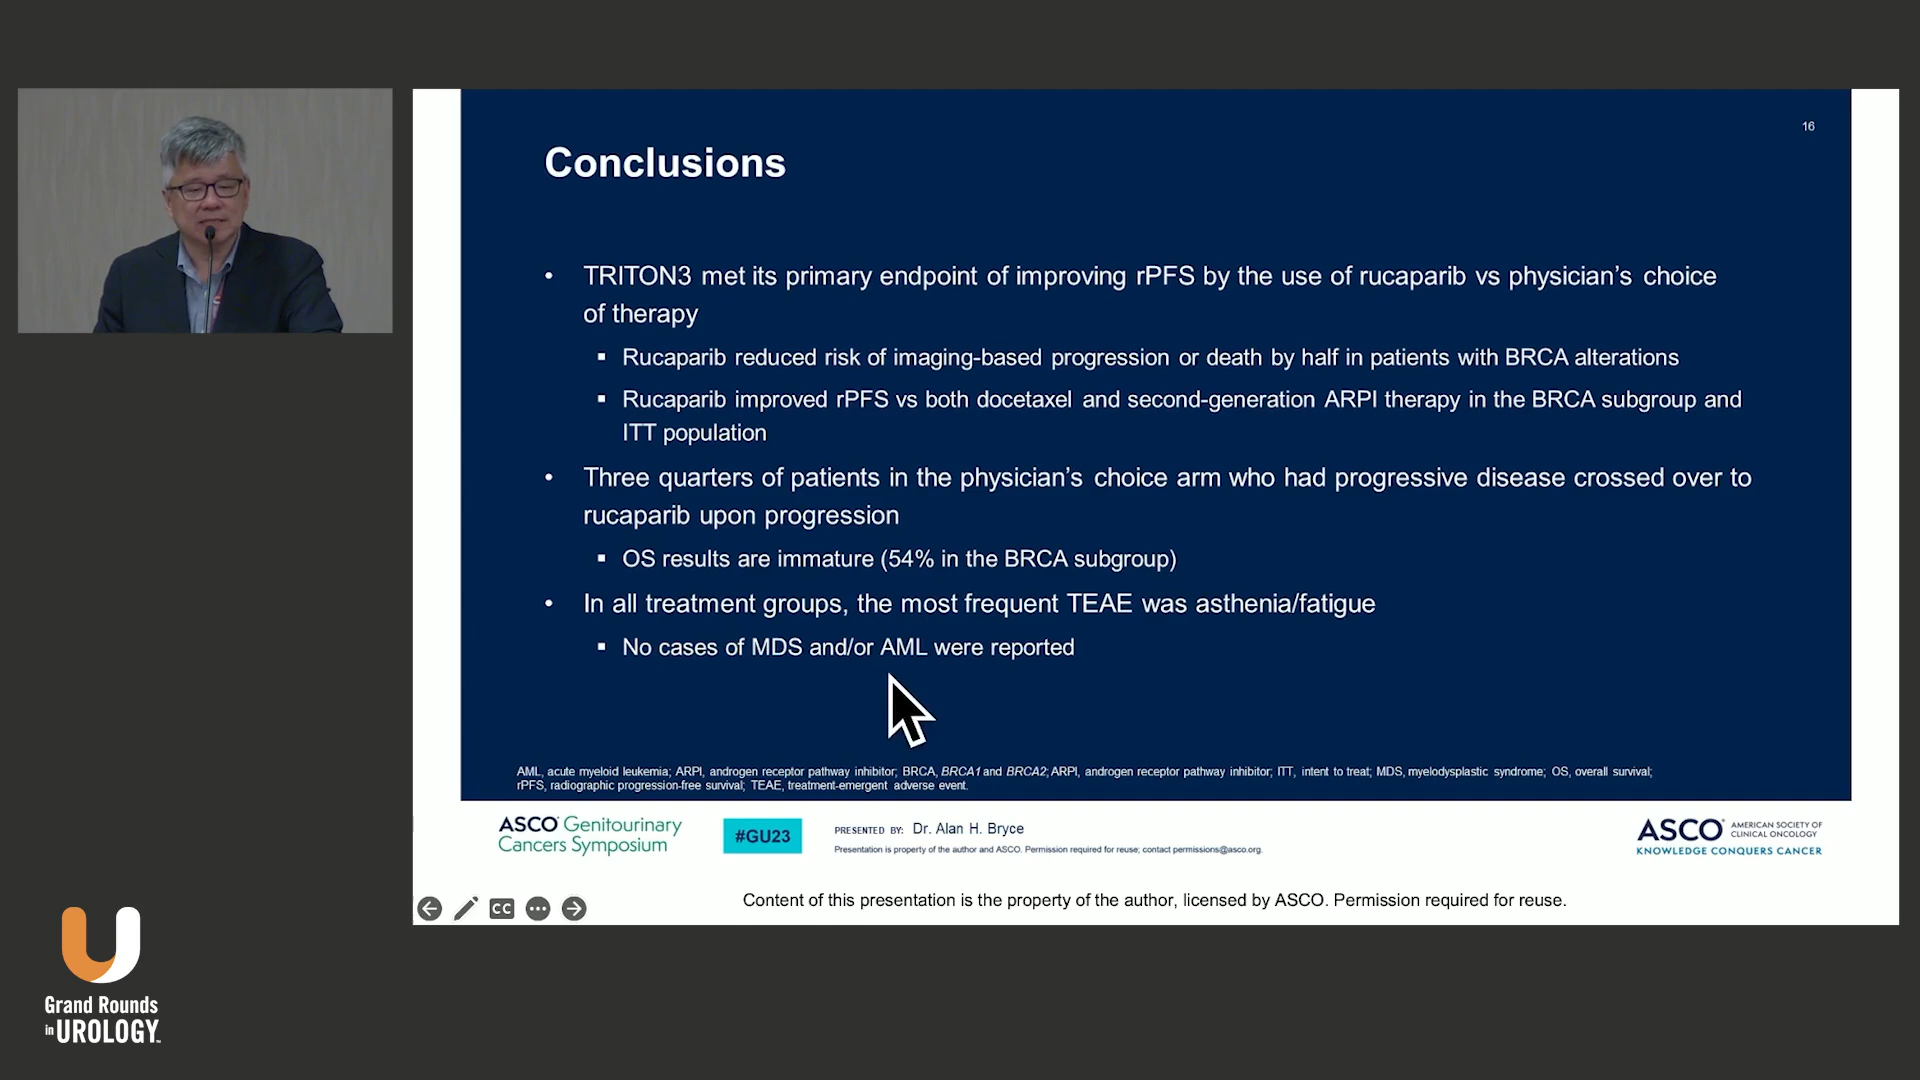 16
Conclusions
• TRITON3 met its primary endpoint of improving rPFS by the use of rucaparib vs physician’s choice
of therapy
▪ Rucaparib reduced risk of imaging-based progression or death by half in patients with BRCA alterations
▪ Rucaparib improved rPFS vs both docetaxel and second-generation ARPI therapy in the BRCA subgroup and
ITT population
• Three quarters of patients in the physician’s choice arm who had progressive disease crossed over to
rucaparib upon progression
▪ OS results are immature (54% in the BRCA subgroup)
• In all treatment groups, the most frequent TEAE was asthenia/fatigue
▪ No cases of MDS and/or AML were reported
AML, acute myeloid leukemia; ARPI, androgen receptor pathway inhibitor; BRCA, BRCA1 and BRCA2; ARPI, androgen receptor pathway inhibitor; ITT, intent to treat; MDS, myelodysplastic syndrome; OS, overall survival;
rPFS, radiographic progression-free survival; TEAE, treatment-emergent adverse event.
ASCO® Genitourinary
Cancers Symposium
#GU23
PRESENTED BY: Dr. Alan H. Bryce
Presentation is property of the author and ASCO. Permission required for reuse; contact permissions@asco.org.
ASCO® AMERICAN SOCIETY OF
CLINICAL ONCOLOGY
KNOWLEDGE CONQUERS CANCER
CC
Content of this presentation is the property of the author, licensed by ASCO. Permission required for reuse.
Grand Rounds
in UROLOGY™